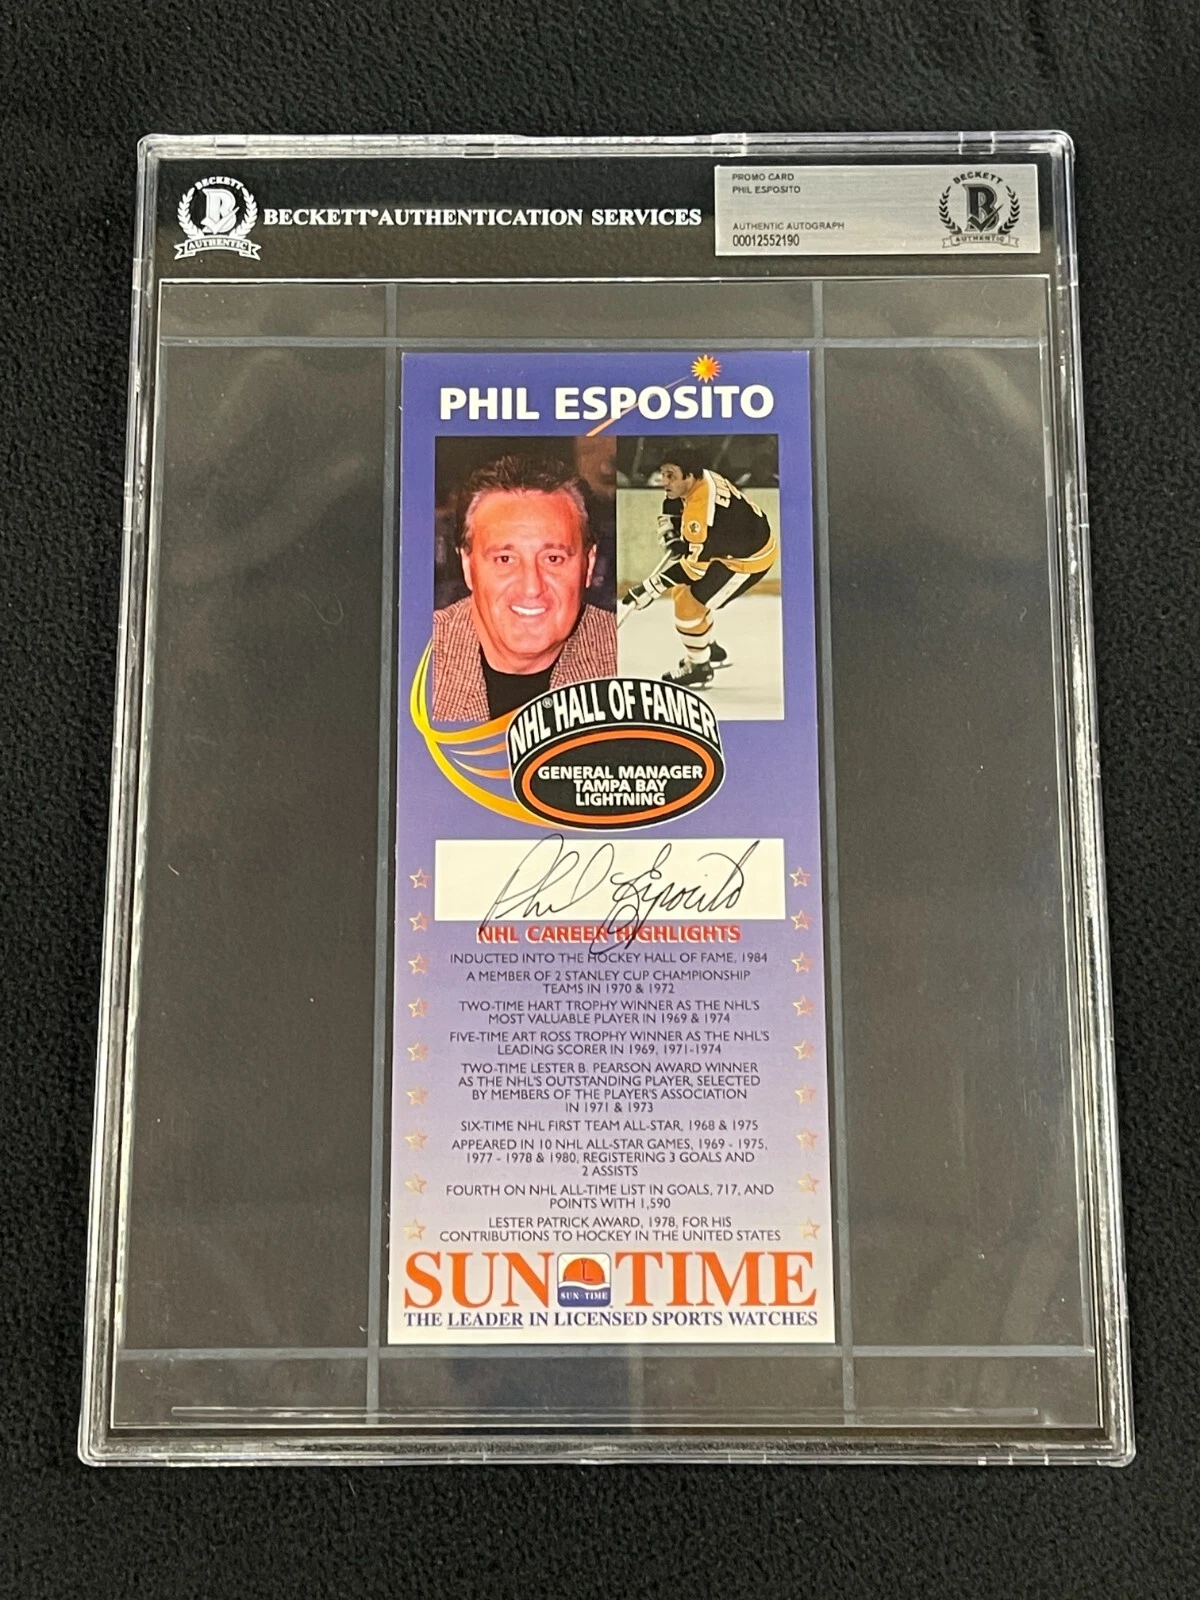 BECKETT
B
AUTHENTIC
BECKETT® AUTHENTICATION SERVICES
PROMO CARD
PHIL ESPOSITO
AUTHENTIC AUTOGRAPH
00012552190
BECKETT
B
AUTHENTIC
PHIL ESPOSITO
7
NHL® HALL OF FAMER
GENERAL MANAGER
TAMPA BAY
LIGHTNING
Phil Esposito
NHL CAREER HIGHLIGHTS
INDUCTED INTO THE HOCKEY HALL OF FAME, 1984
A MEMBER OF 2 STANLEY CUP CHAMPIONSHIP
TEAMS IN 1970 & 1972
TWO-TIME HART TROPHY WINNER AS THE NHL'S
MOST VALUABLE PLAYER IN 1969 & 1974
FIVE-TIME ART ROSS TROPHY WINNER AS THE NHL'S
LEADING SCORER IN 1969, 1971-1974
TWO-TIME LESTER B. PEARSON AWARD WINNER
AS THE NHL'S OUTSTANDING PLAYER, SELECTED
BY MEMBERS OF THE PLAYER'S ASSOCIATION
IN 1971 & 1973
SIX-TIME NHL FIRST TEAM ALL-STAR, 1968 & 1975
APPEARED IN 10 NHL ALL-STAR GAMES, 1969 - 1975,
1977 - 1978 & 1980, REGISTERING 3 GOALS AND
2 ASSISTS
FOURTH ON NHL ALL-TIME LIST IN GOALS, 717, AND
POINTS WITH 1,590
LESTER PATRICK AWARD, 1978, FOR HIS
CONTRIBUTIONS TO HOCKEY IN THE UNITED STATES
SUN TIME
SUN TIME
THE LEADER IN LICENSED SPORTS WATCHES